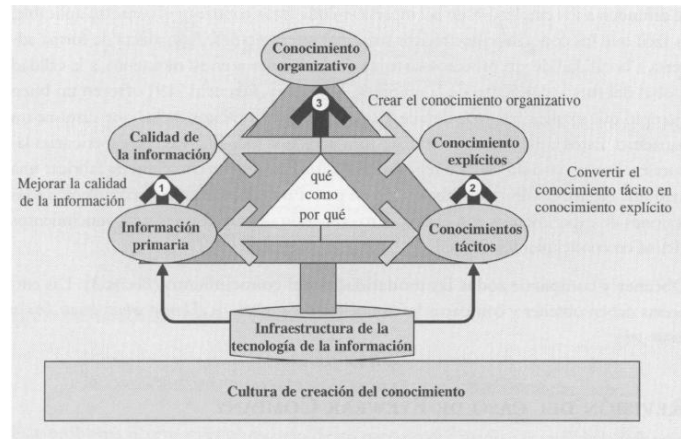 Conocimiento
organizativo
3
Crear el conocimiento organizativo
Calidad de
la información
Conocimiento
explícitos
Mejorar la calidad
de la información
1
qué
como
por qué
2
Convertir el
conocimiento tácito en
conocimiento explícito
Información
primaria
Conocimientos
tácitos
Infraestructura de la
tecnología de la información
Cultura de creación del conocimiento